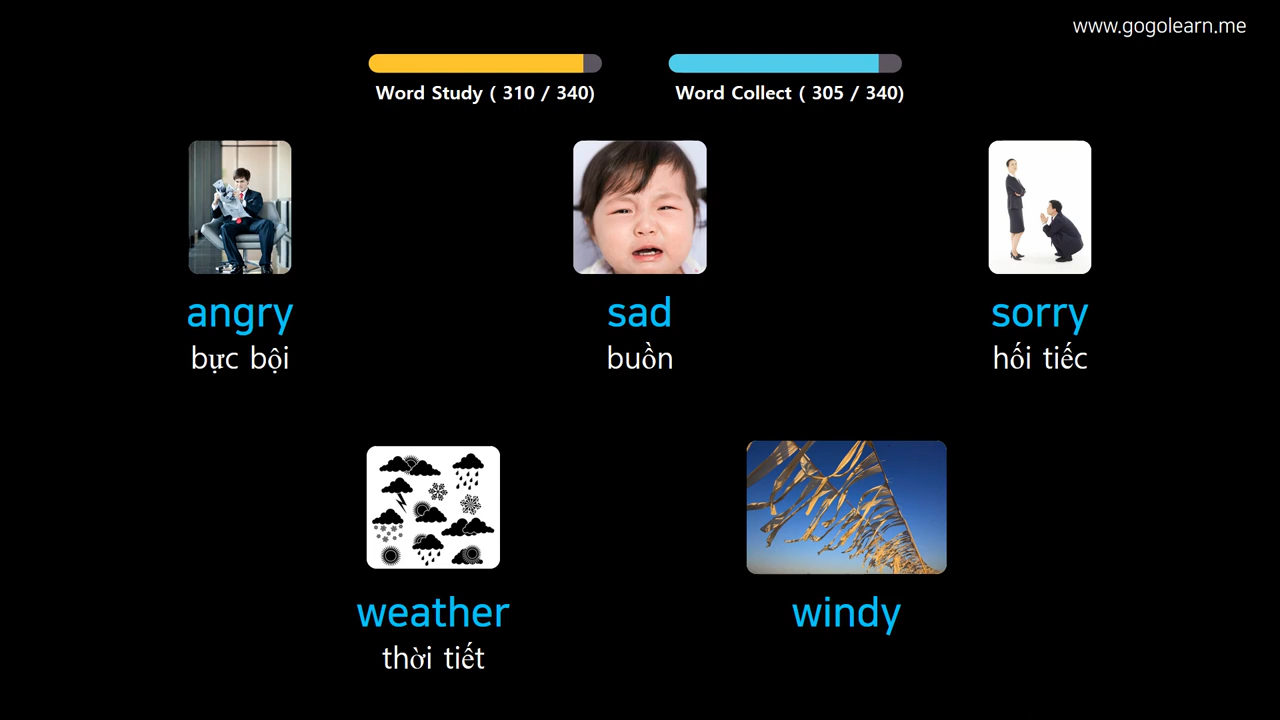 www.gogolearn.me
Word Study ( 310 / 340)
Word Collect ( 305 / 340)
angry
bực bội
sad
buồn
sorry
hối tiếc
weather
thời tiết
windy